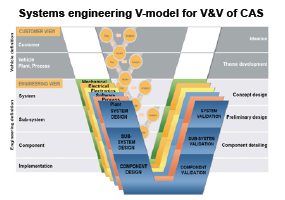 Systems engineering V-model for V&V of CAS
CUSTOMER VIEW
Customer
Vehicle
Plant, Process
Theme development
Vehicle definition
ENGINEERING VIEW
System
Sub-system
Component
Implementation
Engineering definition
Mechanical
Electrical
Electronics
Software
Process
Plant
SYSTEM
DESIGN
SUB-
SYSTEM
DESIGN
COMPONENT
DESIGN
SYSTEM
VALIDATION
SUB-SYSTEM
VALIDATION
COMPONENT
VALIDATION
Concept design
Preliminary design
Component detailing